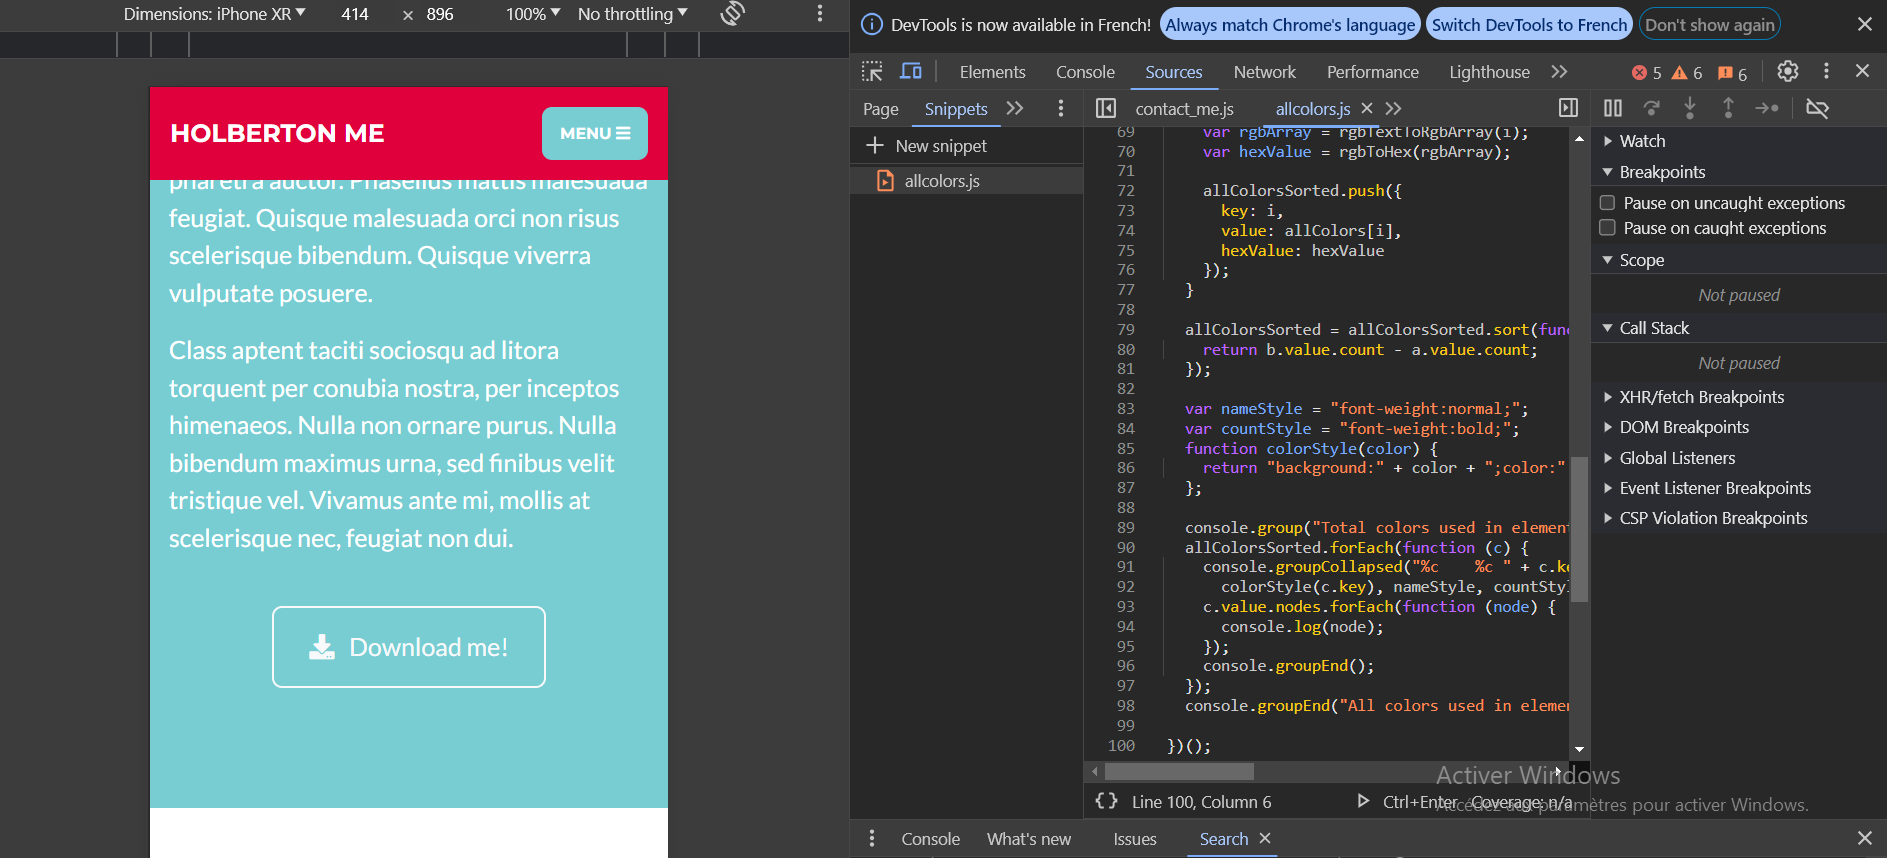 Dimensions: iPhone XR ▼ 414 × 896 100% ▼ No throttling ▼
HOLBERTON ME
MENU ☰
pharetra auctor. Phasellus mattis malesuada
feugiat. Quisque malesuada orci non risus
scelerisque bibendum. Quisque viverra
vulputate posuere.
Class aptent taciti sociosqu ad litora
torquent per conubia nostra, per inceptos
himenaeos. Nulla non ornare purus. Nulla
bibendum maximus urna, sed finibus velit
tristique vel. Vivamus ante mi, mollis at
scelerisque nec, feugiat non dui.
Download me!
DevTools is now available in French! Always match Chrome's language Switch DevTools to French Don't show again
Elements Console Sources Network Performance Lighthouse 5 6 6
Page Snippets
New snippet
allcolors.js
contact_me.js allcolors.js
69 var rgbArray = rgbTextToRgbArray(i);
70 var hexValue = rgbToHex(rgbArray);
71
72 allColorsSorted.push({
73 key: i,
74 value: allColors[i],
75 hexValue: hexValue
76 });
77 }
78
79 allColorsSorted = allColorsSorted.sort(func
80 return b.value.count - a.value.count;
81 });
82
83 var nameStyle = "font-weight:normal;";
84 var countStyle = "font-weight:bold;";
85 function colorStyle(color) {
86 return "background:" + color + ";color:"
87 };
88
89 console.group("Total colors used in element
90 allColorsSorted.forEach(function (c) {
91 console.groupCollapsed("%c    %c " + c.ke
92 colorStyle(c.key), nameStyle, countStyl
93 c.value.nodes.forEach(function (node) {
94 console.log(node);
95 });
96 console.groupEnd();
97 });
98 console.groupEnd("All colors used in elemen
99
100 })();
{} Line 100, Column 6 Ctrl+Enter Coverage: n/a
Watch
Breakpoints
Pause on uncaught exceptions
Pause on caught exceptions
Scope
Not paused
Call Stack
Not paused
XHR/fetch Breakpoints
DOM Breakpoints
Global Listeners
Event Listener Breakpoints
CSP Violation Breakpoints
Activer Windows
Accédez aux paramètres pour activer Windows.
Console What's new Issues Search